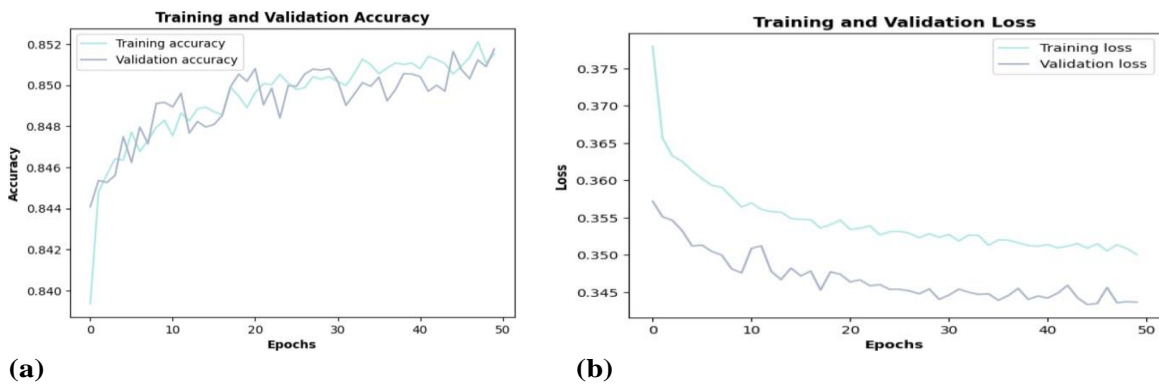 Training and Validation Accuracy
Training accuracy
Validation accuracy
0.852
0.850
0.848
0.846
0.844
0.842
0.840
Accuracy
0 10 20 30 40 50
Epochs
(a)
Training and Validation Loss
Training loss
Validation loss
0.375
0.370
0.365
0.360
0.355
0.350
0.345
Loss
0 10 20 30 40 50
Epochs
(b)